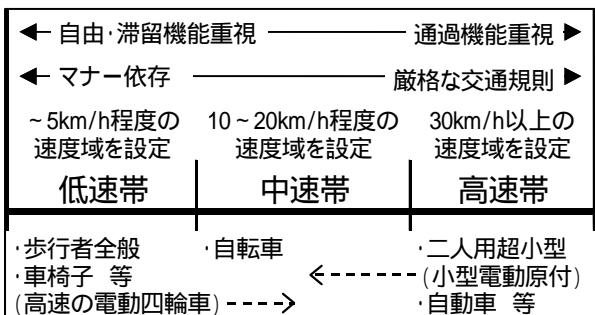 自由･滞留機能重視 通過機能重視
マナー依存 厳格な交通規則
~5km/h程度の 10~20km/h程度の 30km/h以上の
速度域を設定 速度域を設定 速度域を設定
低速帯 中速帯 高速帯
･歩行者全般 ･自転車 ･二人用超小型
･車椅子 等 (小型電動原付)
(高速の電動四輪車) ･自動車 等